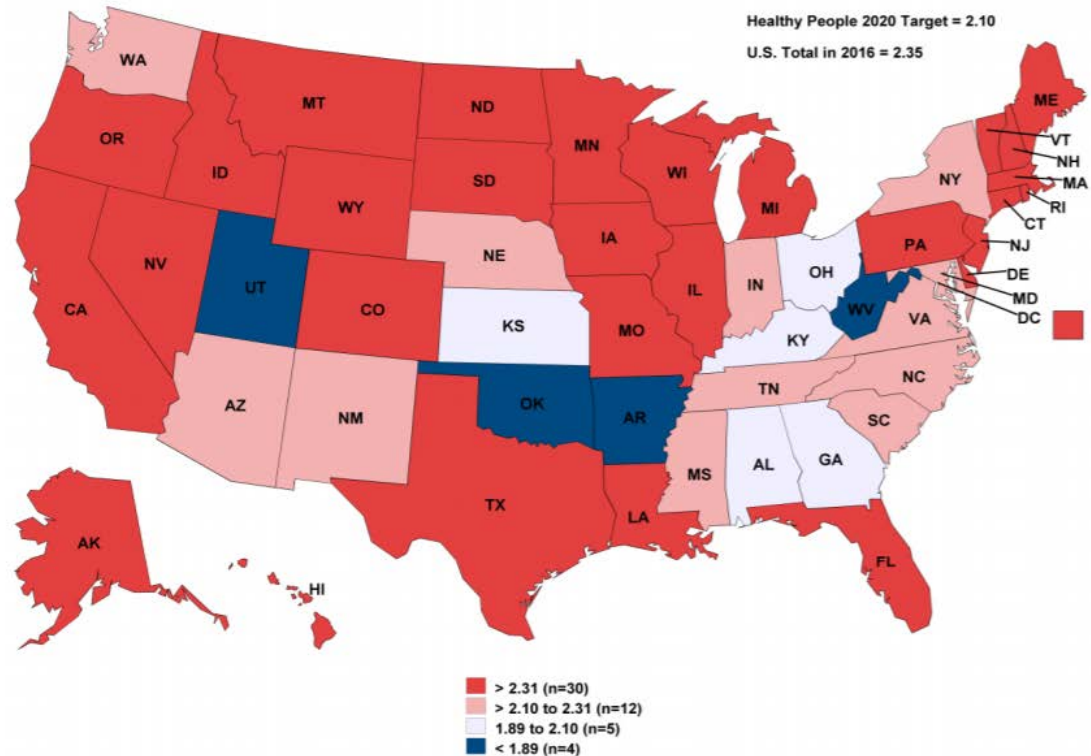 Healthy People 2020 Target = 2.10
U.S. Total in 2016 = 2.35
WA
MT
ND
MN
ME
VT
NH
MA
RI
CT
NY
OR
ID
SD
WI
MI
WY
IA
NE
PA
NJ
NV
UT
CO
IL
IN
OH
DE
MD
DC
CA
KS
MO
WV
VA
KY
AZ
NM
OK
AR
TN
NC
SC
MS
AL
GA
TX
LA
AK
HI
FL
> 2.31 (n=30)
> 2.10 to 2.31 (n=12)
1.89 to 2.10 (n=5)
< 1.89 (n=4)